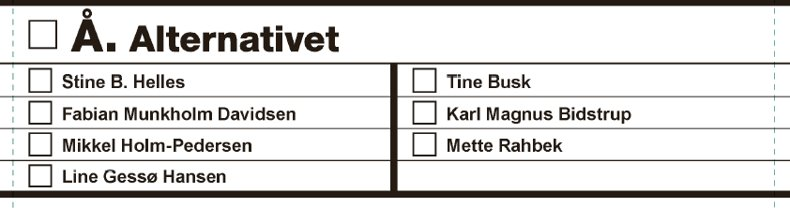 Å. Alternativet
Stine B. Helles
Fabian Munkholm Davidsen
Mikkel Holm-Pedersen
Line Gessø Hansen
Tine Busk
Karl Magnus Bidstrup
Mette Rahbek